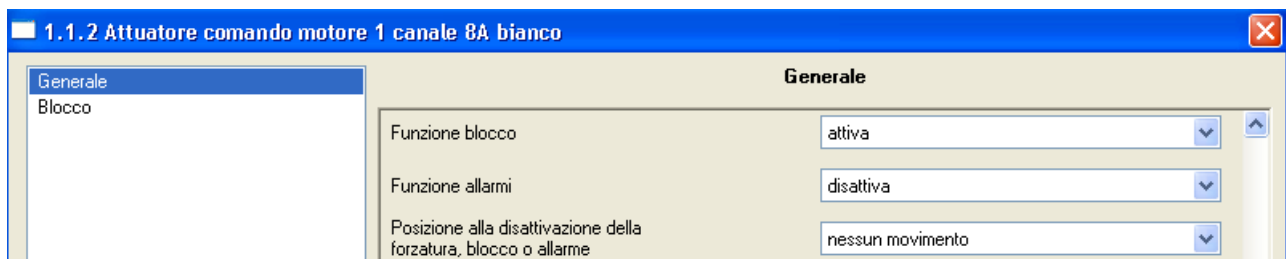 1.1.2 Attuatore comando motore 1 canale 8A bianco
Generale
Blocco
Generale
Funzione blocco
attiva
Funzione allarmi
disattiva
Posizione alla disattivazione della
forzatura, blocco o allarme
nessun movimento